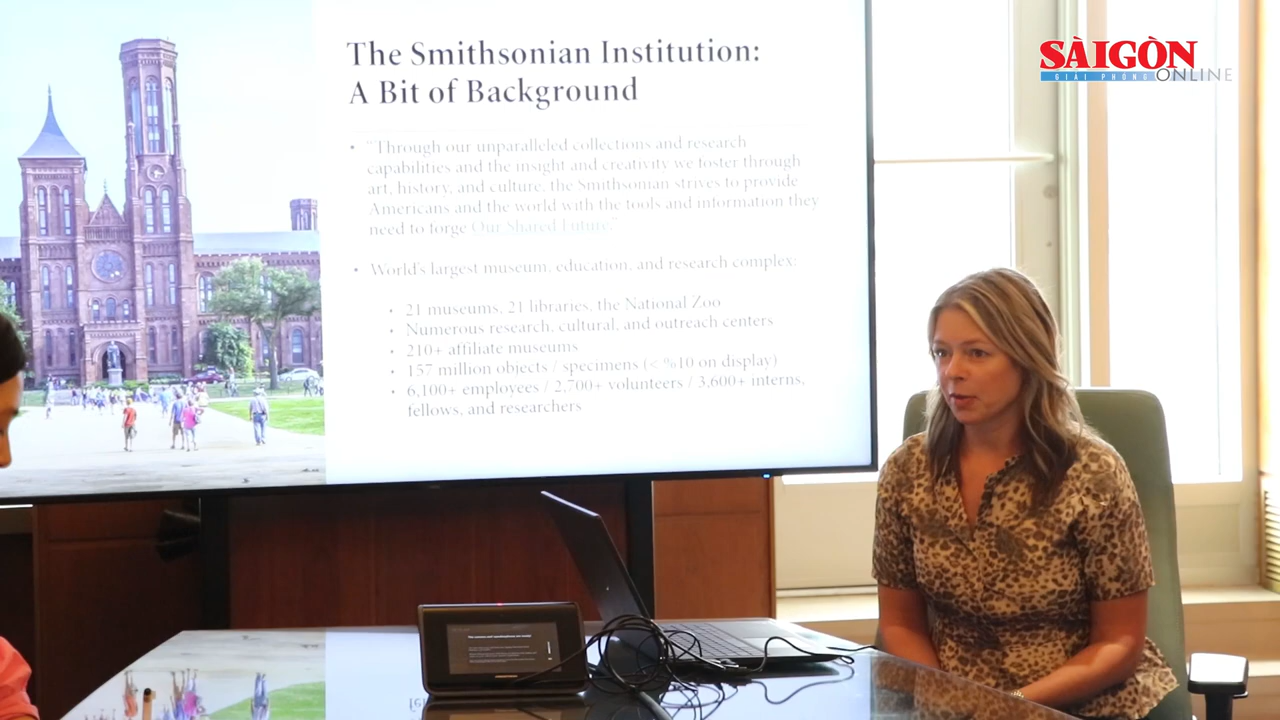 The Smithsonian Institution:
A Bit of Background
• "Through our unparalleled collections and research
capabilities and the insight and creativity we foster through
art, history, and culture, the Smithsonian strives to provide
Americans and the world with the tools and information they
need to forge Our Shared Future."
• World's largest museum, education, and research complex:
• 21 museums, 21 libraries, the National Zoo
• Numerous research, cultural, and outreach centers
• 210+ affiliate museums
• 157 million objects / specimens (< %10 on display)
• 6,100+ employees / 2,700+ volunteers / 3,600+ interns,
fellows, and researchers
SÀIGÒN
GIẢI PHÓNG ONLINE